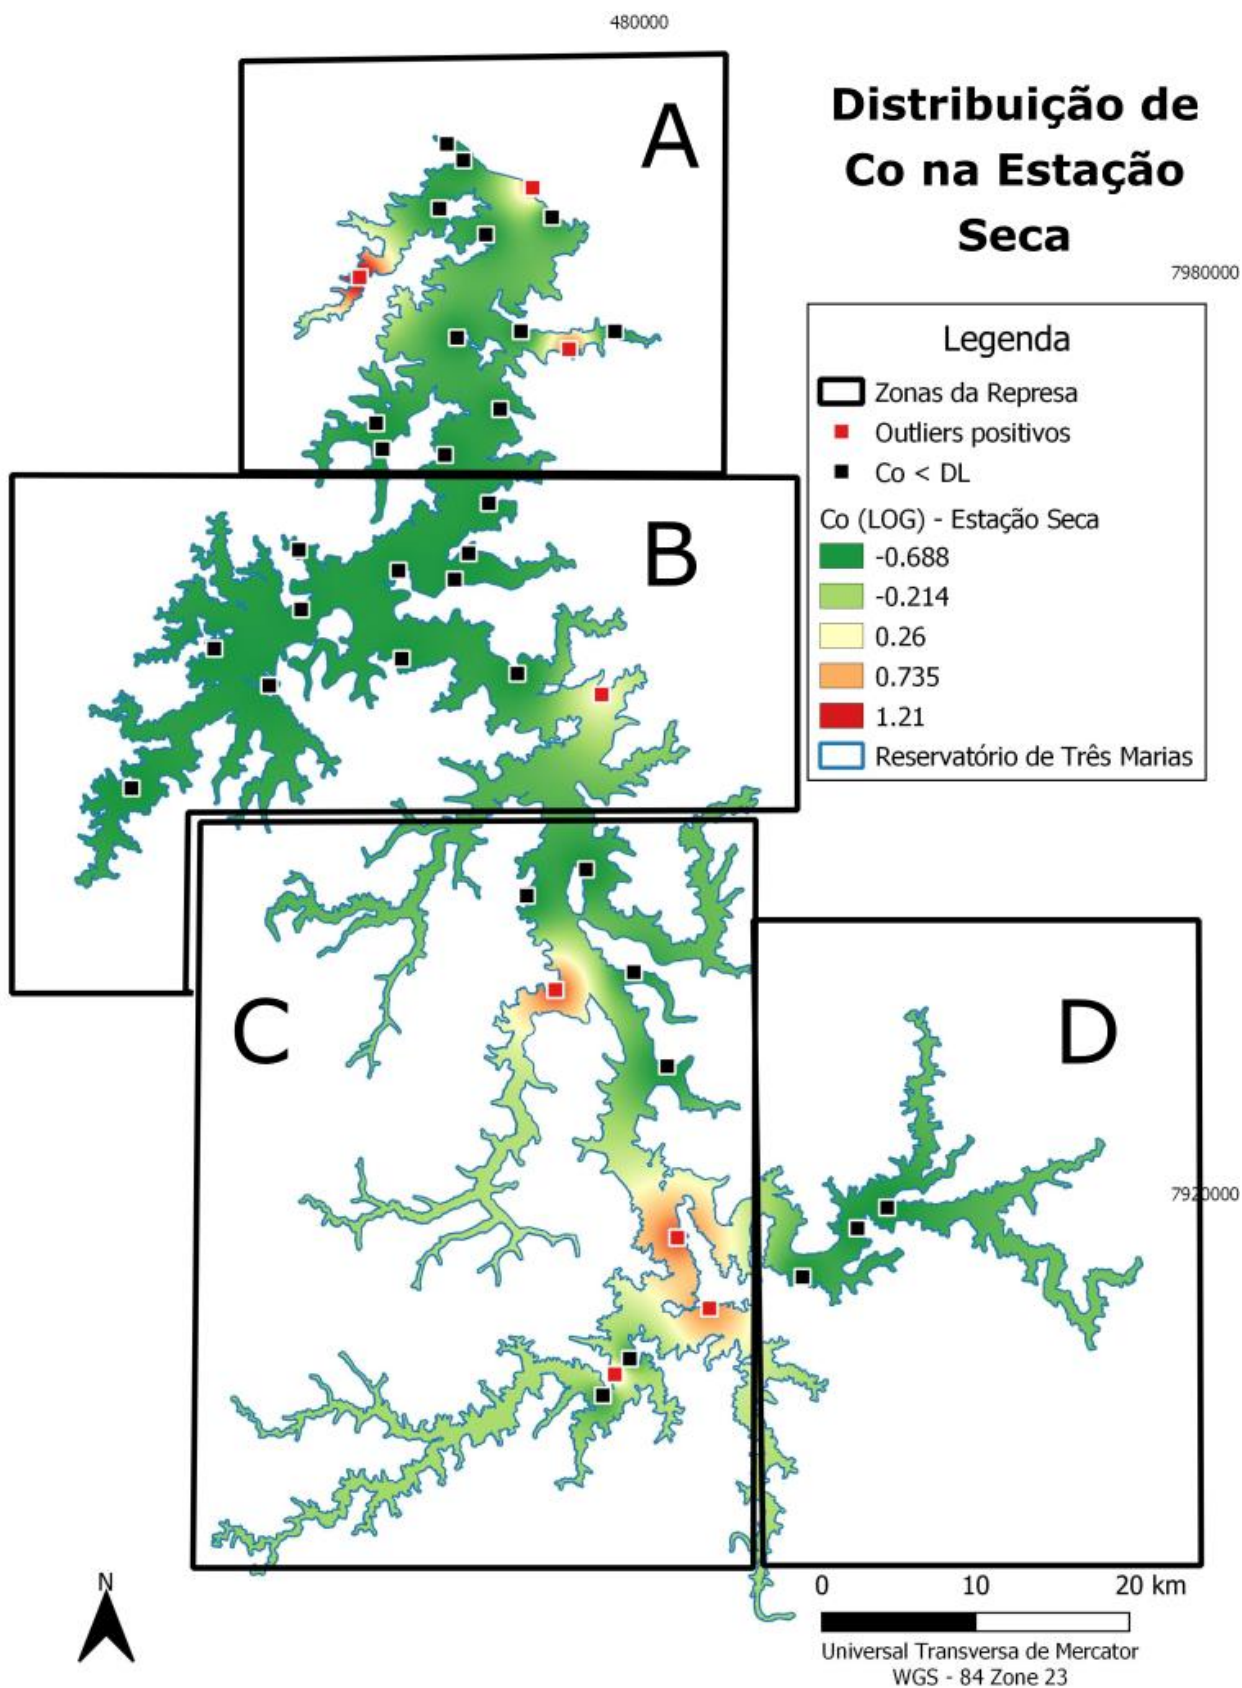 480000
A
Distribuição de
Co na Estação
Seca
7980000
Legenda
Zonas da Represa
Outliers positivos
Co < DL
Co (LOG) - Estação Seca
-0.688
-0.214
0.26
0.735
1.21
Reservatório de Três Marias
B
C
D
7920000
N
0 10 20 km
Universal Transversa de Mercator
WGS - 84 Zone 23